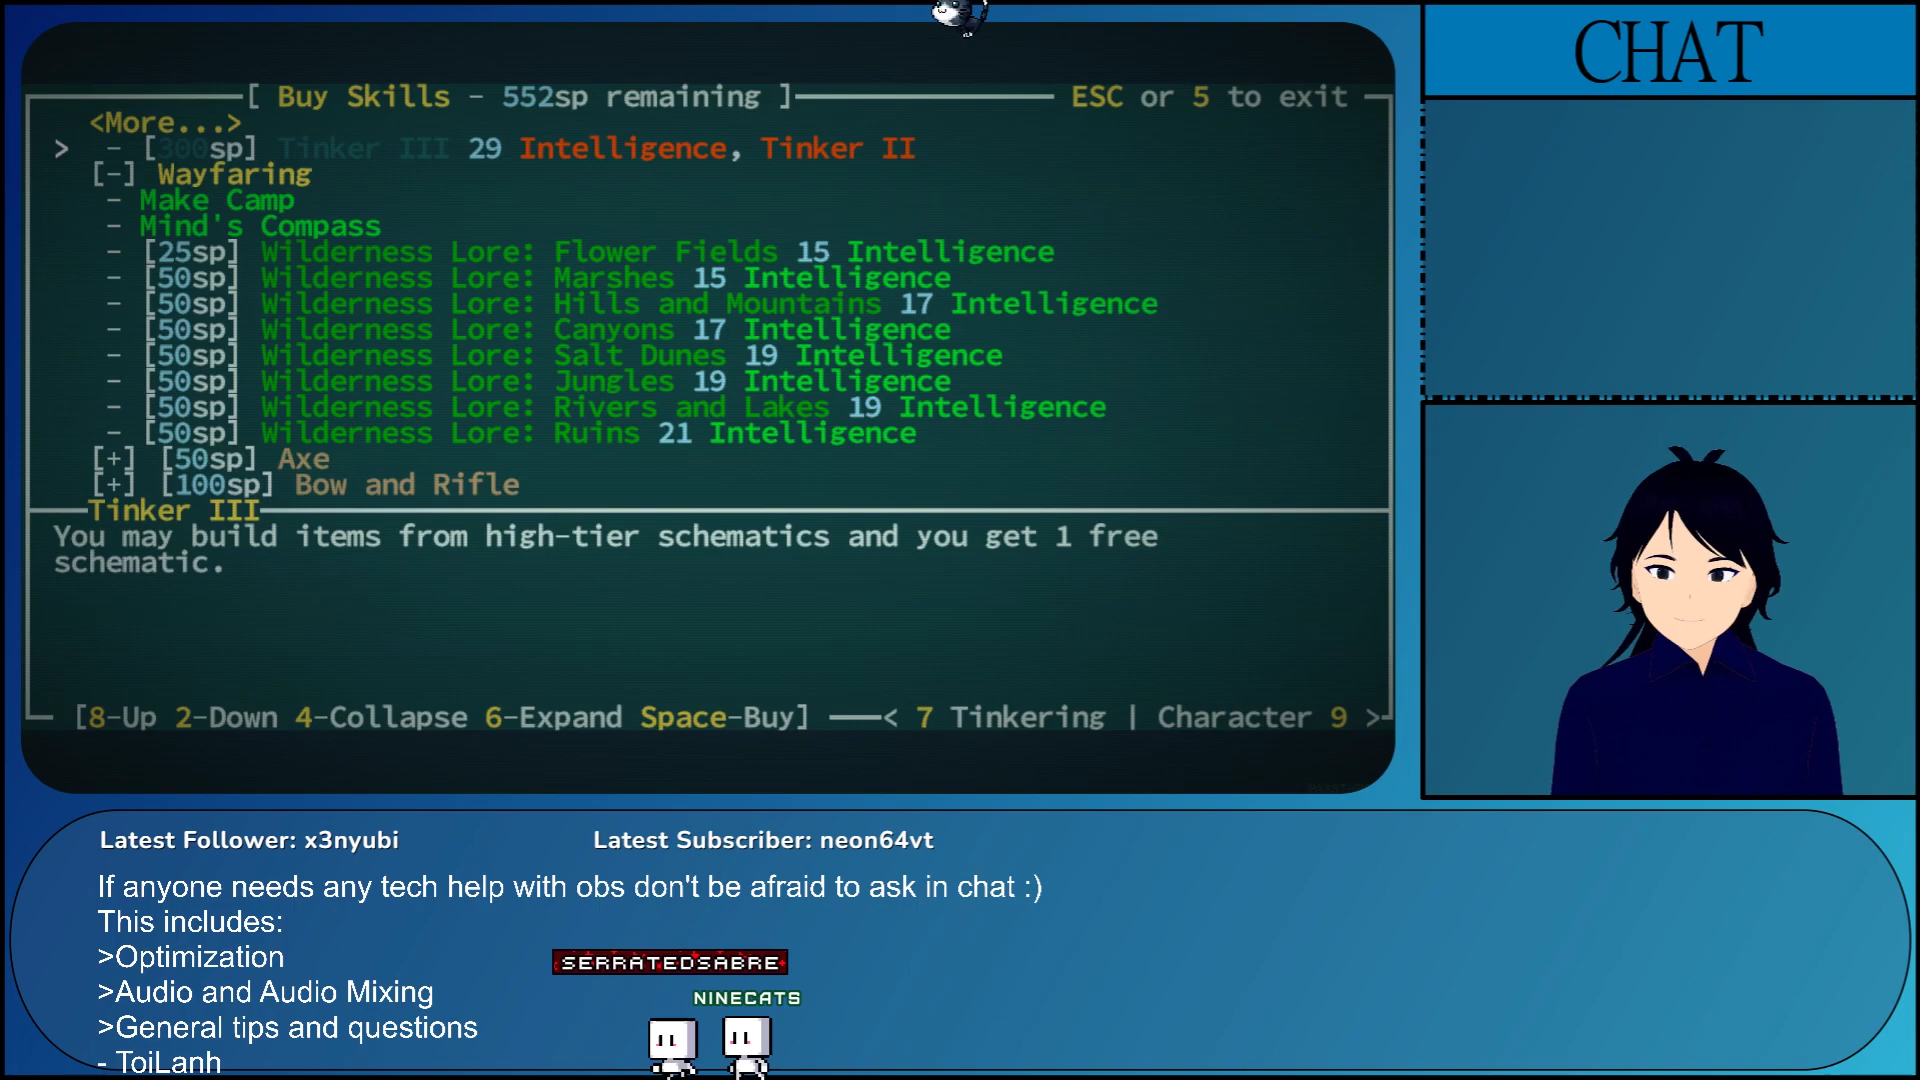 [ Buy Skills - 552sp remaining ] ESC or 5 to exit
<More...>
> - [300sp] Tinker III 29 Intelligence, Tinker II
[-] Wayfaring
- Make Camp
- Mind's Compass
- [25sp] Wilderness Lore: Flower Fields 15 Intelligence
- [50sp] Wilderness Lore: Marshes 15 Intelligence
- [50sp] Wilderness Lore: Hills and Mountains 17 Intelligence
- [50sp] Wilderness Lore: Canyons 17 Intelligence
- [50sp] Wilderness Lore: Salt Dunes 19 Intelligence
- [50sp] Wilderness Lore: Jungles 19 Intelligence
- [50sp] Wilderness Lore: Rivers and Lakes 19 Intelligence
- [50sp] Wilderness Lore: Ruins 21 Intelligence
[+] [50sp] Axe
[+] [100sp] Bow and Rifle
Tinker III
You may build items from high-tier schematics and you get 1 free
schematic.
[8-Up 2-Down 4-Collapse 6-Expand Space-Buy] < 7 Tinkering | Character 9 >
CHAT
Latest Follower: x3nyubi Latest Subscriber: neon64vt
If anyone needs any tech help with obs don't be afraid to ask in chat :)
This includes:
>Optimization
>Audio and Audio Mixing
>General tips and questions
- ToiLanh
SERRATEDSABRE
NINECATS